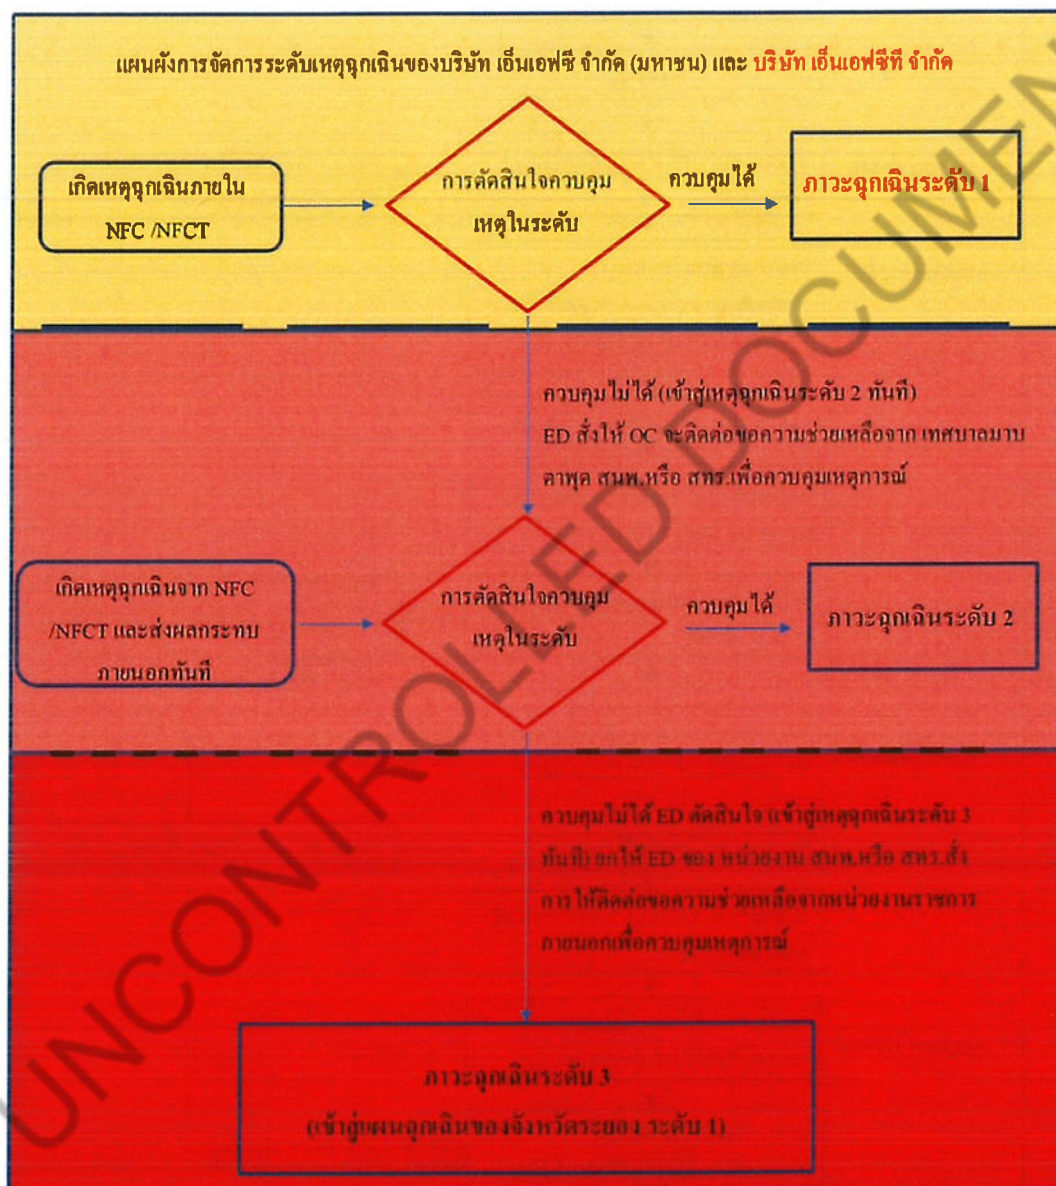 แผนผังการจัดการระดับเหตุฉุกเฉินของบริษัท เอ็นเอฟซี จำกัด (มหาชน) และ บริษัท เอ็นเอฟซีที จำกัด
เกิดเหตุฉุกเฉินภายใน
NFC /NFCT
การตัดสินใจควบคุม
เหตุในระดับ
ควบคุมได้
ภาวะฉุกเฉินระดับ 1
ควบคุมไม่ได้ (เข้าสู่เหตุฉุกเฉินระดับ 2 ทันที)
ED สั่งให้ OC จะติดต่อขอความช่วยเหลือจาก เทศบาลมาบ
ตาพุด สนพ.หรือ สทร.เพื่อควบคุมเหตุการณ์
เกิดเหตุฉุกเฉินจาก NFC
/NFCT และส่งผลกระทบ
ภายนอกทันที
การตัดสินใจควบคุม
เหตุในระดับ
ควบคุมได้
ภาวะฉุกเฉินระดับ 2
ควบคุมไม่ได้ ED ตัดสินใจ (เข้าสู่เหตุฉุกเฉินระดับ 3
ทันที) ยกให้ ED ของ หน่วยงาน สนพ.หรือ สทร.สั่ง
การให้ติดต่อขอความช่วยเหลือจากหน่วยงานราชการ
ภายนอกเพื่อควบคุมเหตุการณ์
ภาวะฉุกเฉินระดับ 3
(เข้าสู่แผนฉุกเฉินของจังหวัดระยอง ระดับ 1)
UNCONTROLLED DOCUMEN